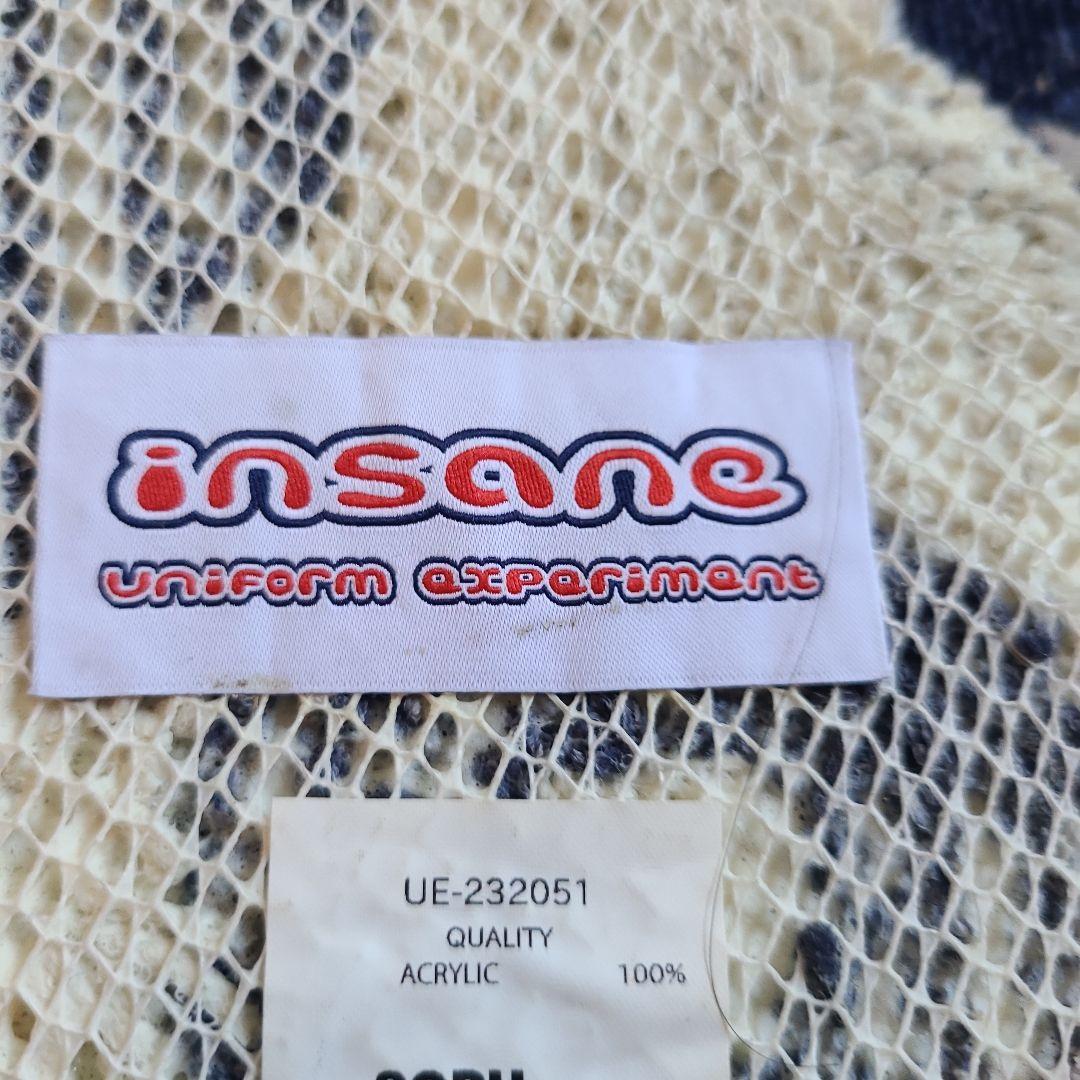 insane
uniform experiment
UE-232051
QUALITY
ACRYLIC 100%